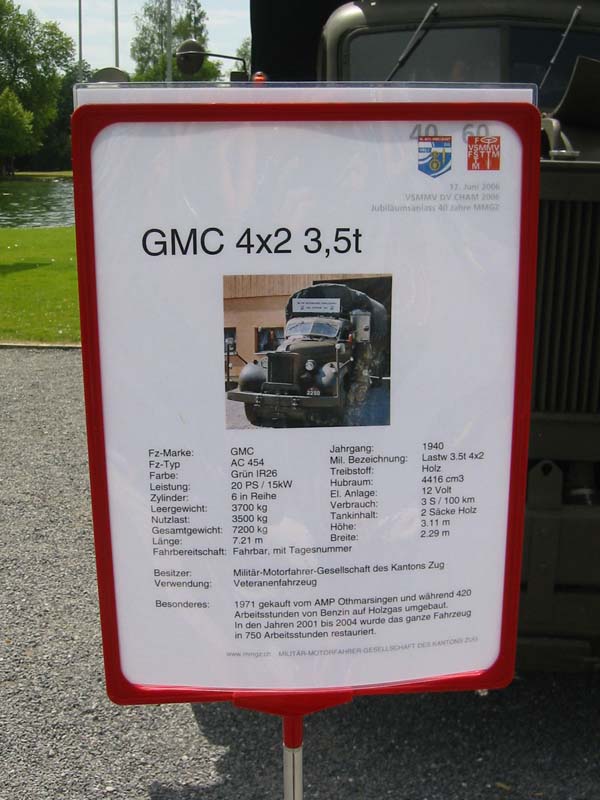 40 60
VSMMV
17. Juni 2006
VSMMV DV CHAM 2006
Jubiläumsanlass 40 Jahre MMGZ
GMC 4x2 3,5t
Fz-Marke: GMC
Fz-Typ AC 454
Farbe: Grün IR26
Leistung: 20 PS / 15kW
Zylinder: 6 in Reihe
Leergewicht: 3700 kg
Nutzlast: 3500 kg
Gesamtgewicht: 7200 kg
Länge: 7.21 m
Fahrbereitschaft: Fahrbar, mit Tagesnummer
Jahrgang: 1940
Mil. Bezeichnung: Lastw 3.5t 4x2
Treibstoff: Holz
Hubraum: 4416 cm3
El. Anlage: 12 Volt
Verbrauch: 3 S / 100 km
Tankinhalt: 2 Säcke Holz
Höhe: 3.11 m
Breite: 2.29 m
Besitzer: Militär-Motorfahrer-Gesellschaft des Kantons Zug
Verwendung: Veteranenfahrzeug
Besonderes: 1971 gekauft vom AMP Othmarsingen und während 420
Arbeitsstunden von Benzin auf Holzgas umgebaut.
In den Jahren 2001 bis 2004 wurde das ganze Fahrzeug
in 750 Arbeitsstunden restauriert.
www.mmgz.ch MILITÄR-MOTORFAHRER-GESELLSCHAFT DES KANTONS ZUG